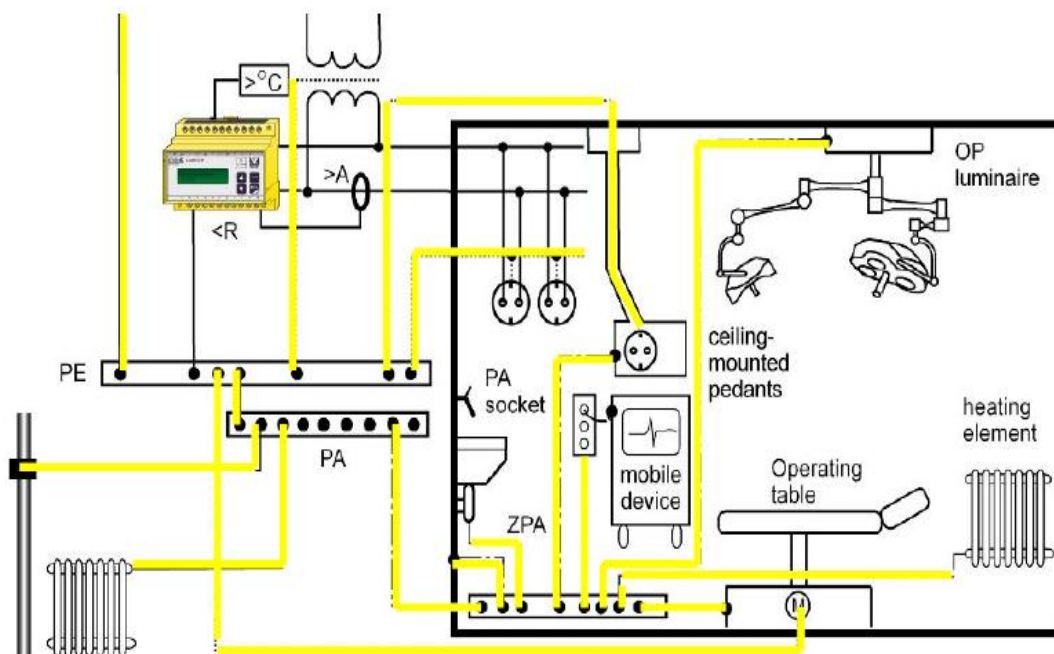 >°C
>A
<R
OP
luminaire
PE
PA
socket
ceiling-
mounted
pedants
PA
heating
element
mobile
device
Operating
table
ZPA
M